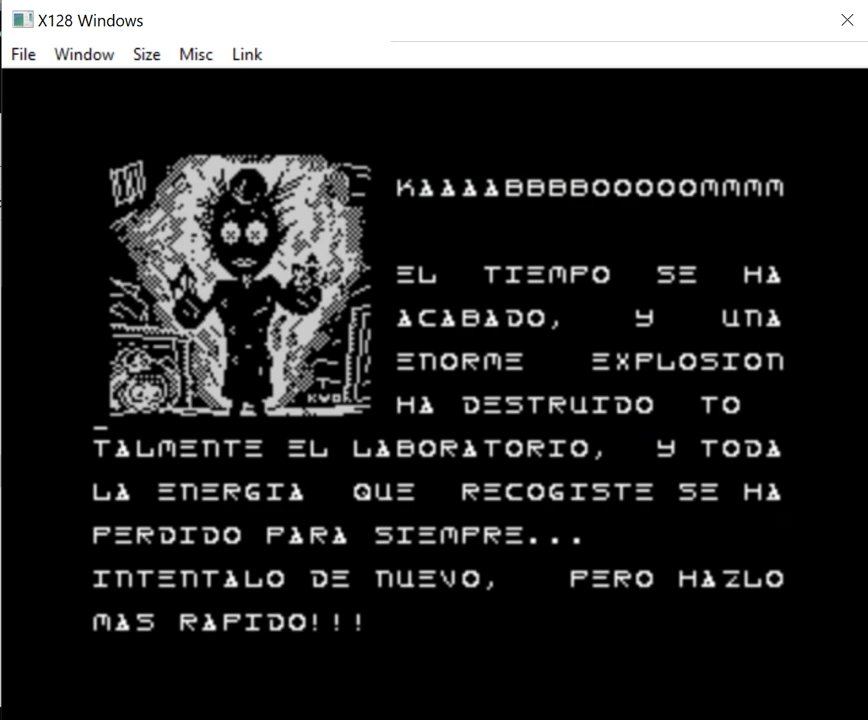 X128 Windows
File Window Size Misc Link
KAAAABBBBOOOOOMMMM
EL TIEMPO SE HA
ACABADO, Y UNA
ENORME EXPLOSION
HA DESTRUIDO TO
TALMENTE EL LABORATORIO, Y TODA
LA ENERGIA QUE RECOGISTE SE HA
PERDIDO PARA SIEMPRE...
INTENTALO DE NUEVO, PERO HAZLO
MAS RAPIDO!!!